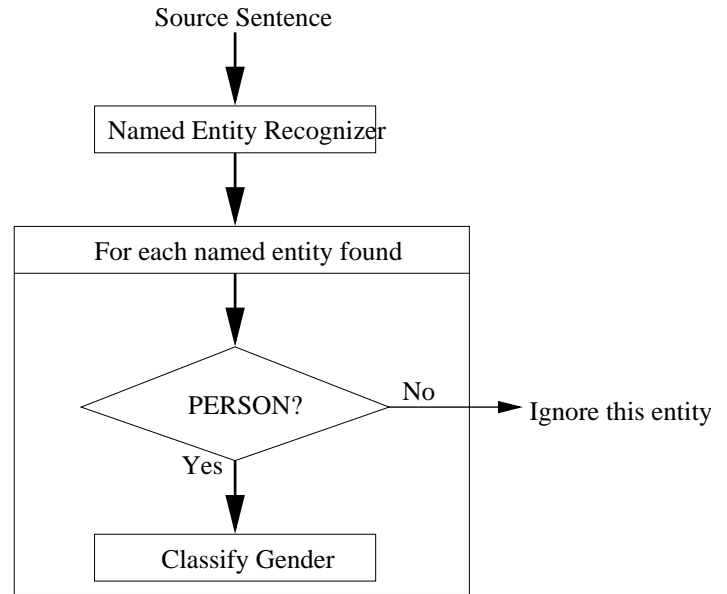 Source Sentence
Named Entity Recognizer
For each named entity found
PERSON?
No
Ignore this entity
Yes
Classify Gender